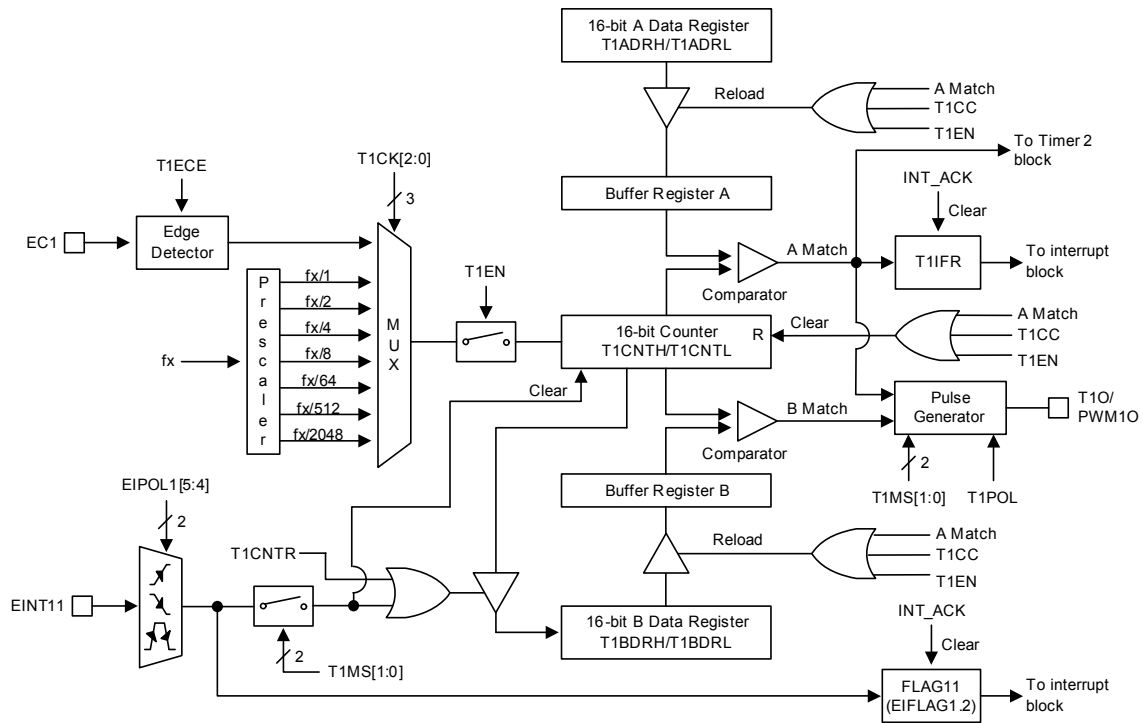 16-bit A Data Register
T1ADRH/T1ADRL
Reload
A Match
T1CC
T1EN
To Timer 2
block
T1CK[2:0]
3
T1ECE
Buffer Register A
INT_ACK
Clear
EC1
Edge
Detector
A Match
T1IFR
To interrupt
block
Comparator
T1EN
Prescaler
fx/1
fx/2
fx/4
fx/8
fx/64
fx/512
fx/2048
fx
MUX
16-bit Counter
T1CNTH/T1CNTL
R
Clear
A Match
T1CC
T1EN
Clear
B Match
Pulse
Generator
T1O/
PWM1O
Comparator
2
T1MS[1:0]
T1POL
EIPOL1[5:4]
2
Buffer Register B
Reload
A Match
T1CC
T1EN
T1CNTR
EINT11
2
T1MS[1:0]
16-bit B Data Register
T1BDRH/T1BDRL
INT_ACK
Clear
FLAG11
(EIFLAG1.2)
To interrupt
block